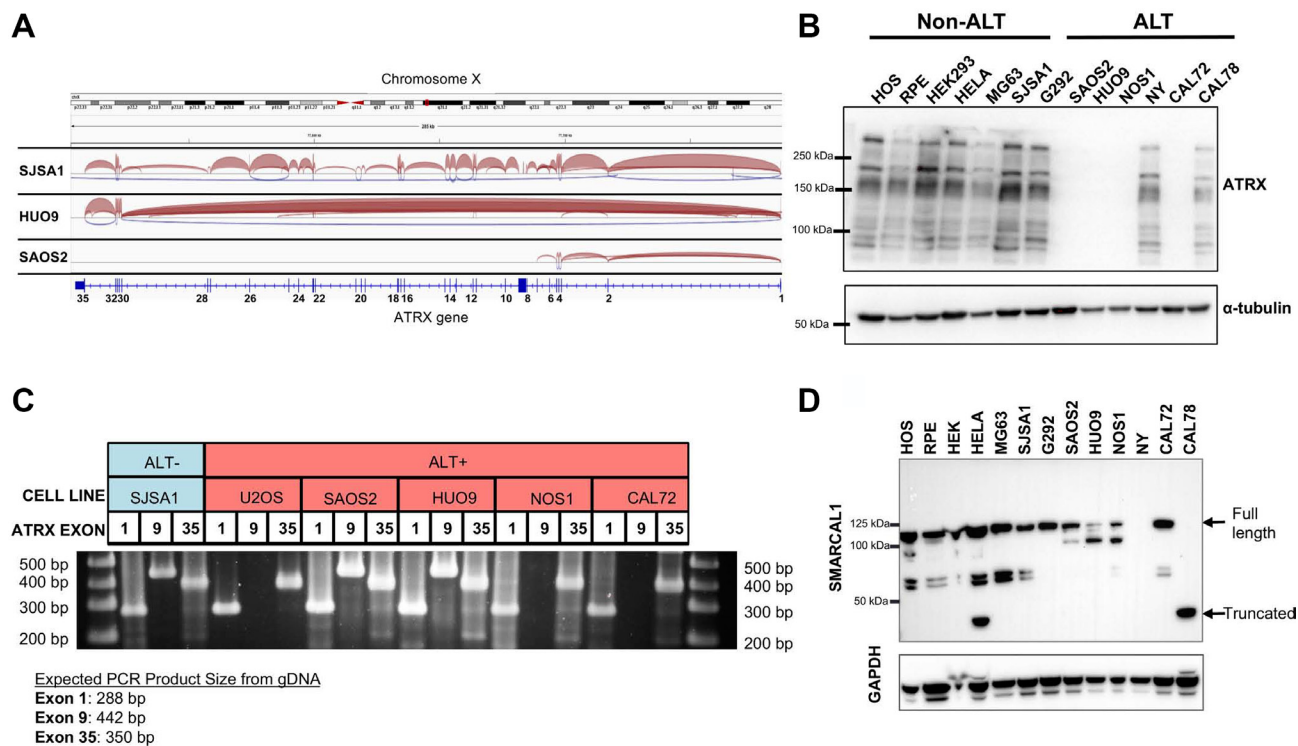 A
Chromosome X
SJSA1
HUO9
SAOS2
35 3230 28 26 24 22 20 18 16 14 12 10 8 6 4 2 1
ATRX gene
B
Non-ALT ALT
HOS RPE HEK293 HELA MG63 SJSA1 G292 SAOS2 HUO9 NOS1 NY CAL72 CAL78
250 kDa
150 kDa
100 kDa
ATRX
50 kDa
α-tubulin
C
ALT- ALT+
CELL LINE SJSA1 U2OS SAOS2 HUO9 NOS1 CAL72
ATRX EXON 1 9 35 1 9 35 1 9 35 1 9 35 1 9 35 1 9 35
500 bp 500 bp
400 bp 400 bp
300 bp 300 bp
200 bp 200 bp
Expected PCR Product Size from gDNA
Exon 1: 288 bp
Exon 9: 442 bp
Exon 35: 350 bp
D
HOS RPE HEK HELA MG63 SJSA1 G292 SAOS2 HUO9 NOS1 NY CAL72 CAL78
SMARCAL1
125 kDa
100 kDa
50 kDa
Full
length
Truncated
GAPDH